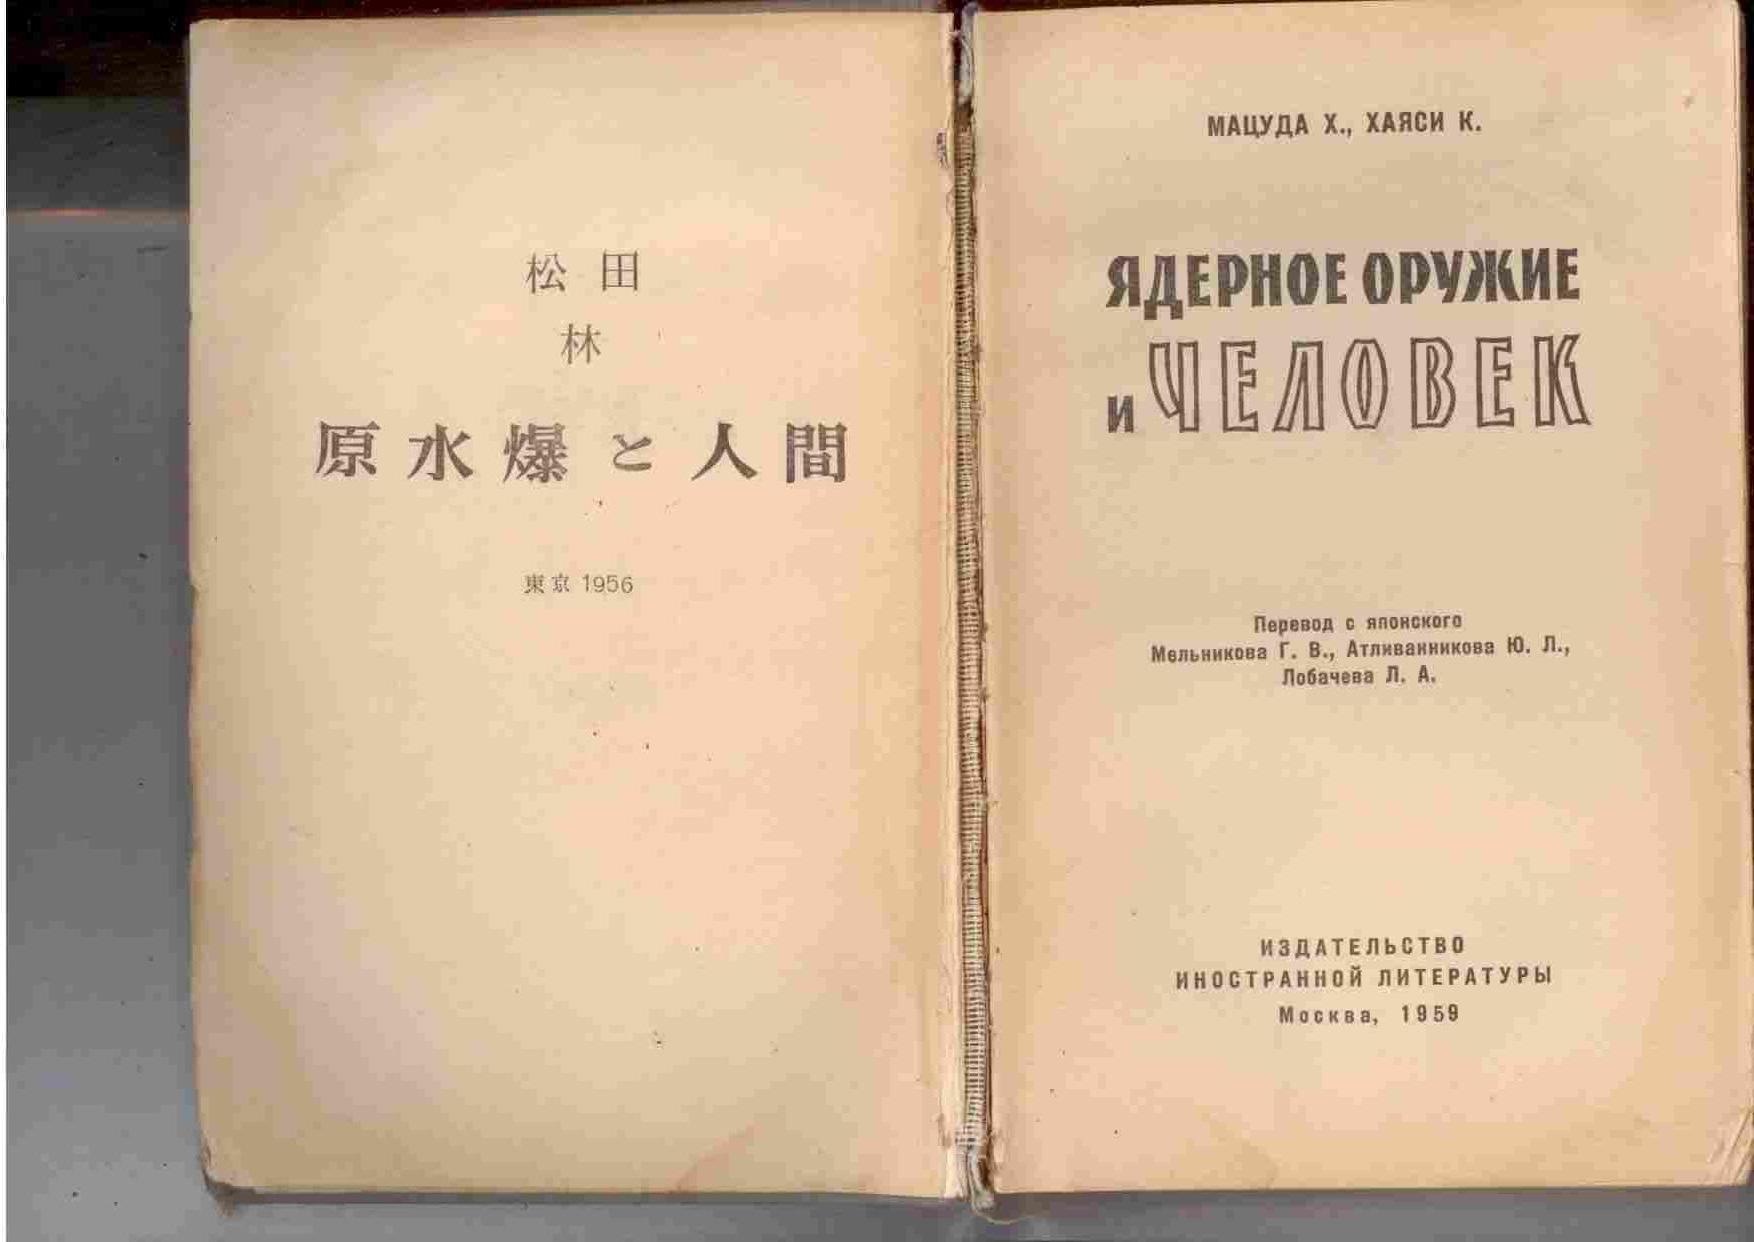 松田
林
原水爆と人間
東京 1956
МАЦУДА Х., ХАЯСИ К.
ЯДЕРНОЕ ОРУЖИЕ
И ЧЕЛОВЕК
Перевод с японского
Мельникова Г. В., Атливанникова Ю. Л.,
Лобачева Л. А.
ИЗДАТЕЛЬСТВО
ИНОСТРАННОЙ ЛИТЕРАТУРЫ
Москва, 1959